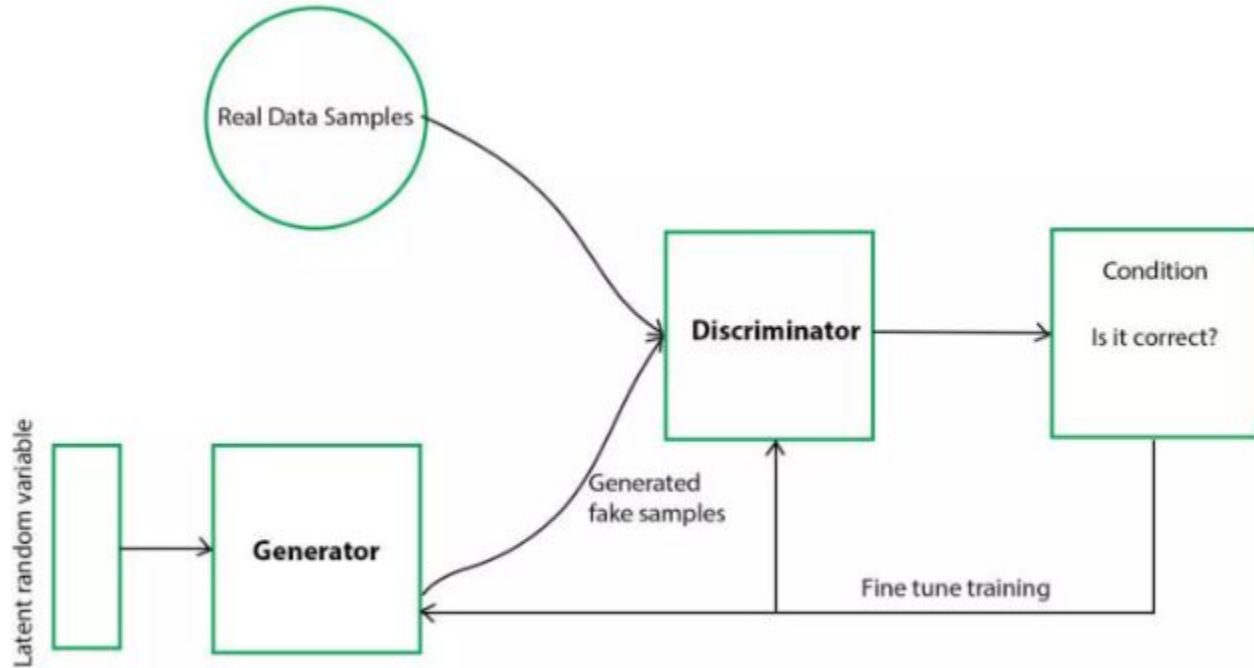 Real Data Samples
Discriminator
Condition
Is it correct?
Latent random variable
Generator
Generated
fake samples
Fine tune training